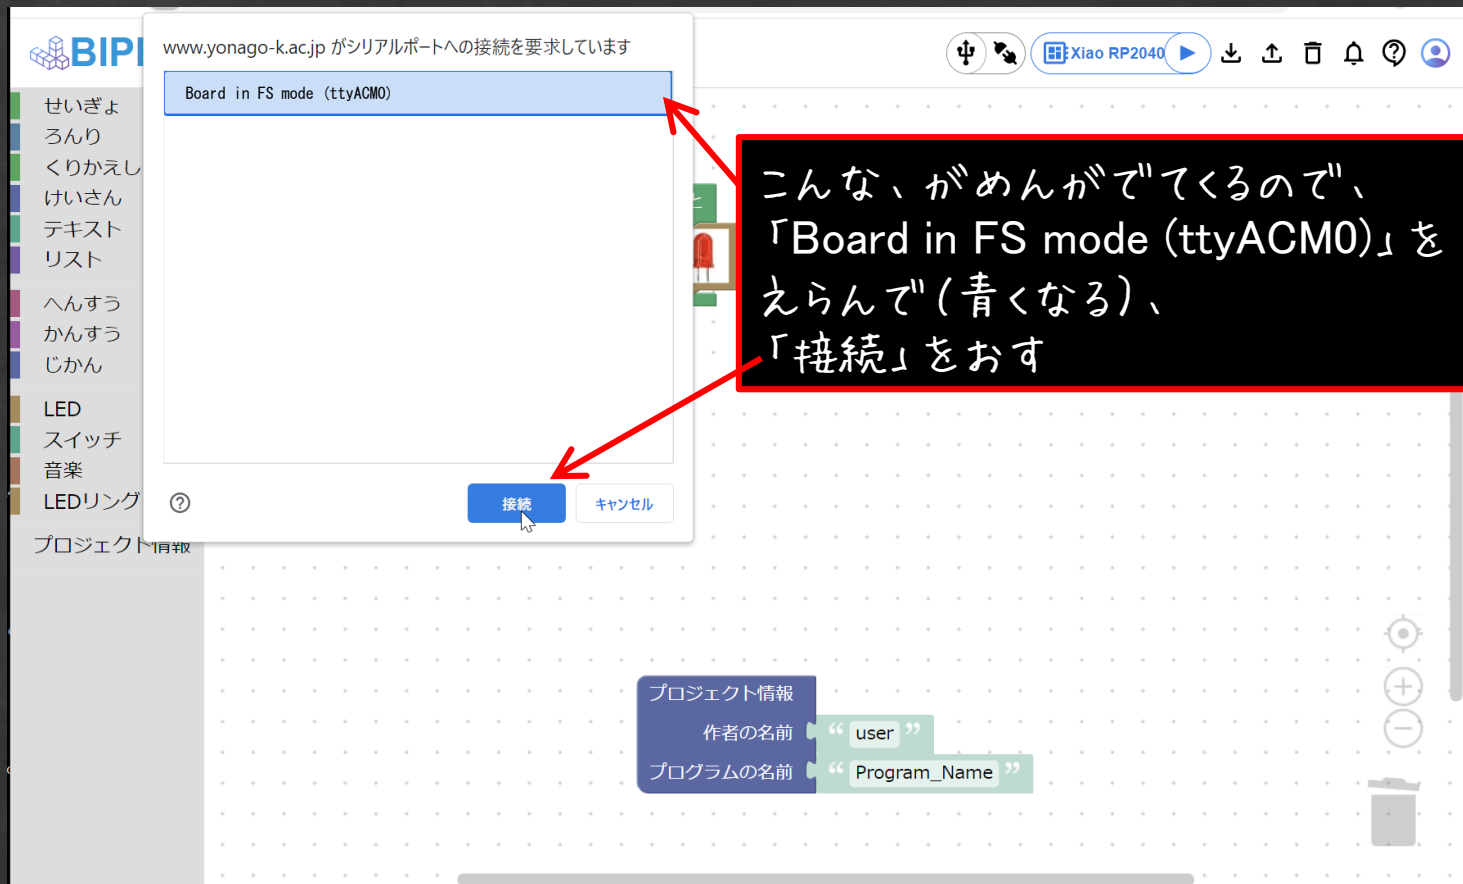 BIP
www.yonago-k.ac.jp がシリアルポートへの接続を要求しています
Board in FS mode (ttyACM0)
Xiao RP2040
せいぎょ
ろんり
くりかえし
けいさん
テキスト
リスト
へんすう
かんすう
じかん
LED
スイッチ
音楽
LEDリング
プロジェクト情報
接続
キャンセル
こんな、がめんがでてくるので、
「Board in FS mode (ttyACM0)」を
えらんで(青くなる)、
「接続」をおす
プロジェクト情報
作者の名前 “ user ”
プログラムの名前 “ Program_Name ”